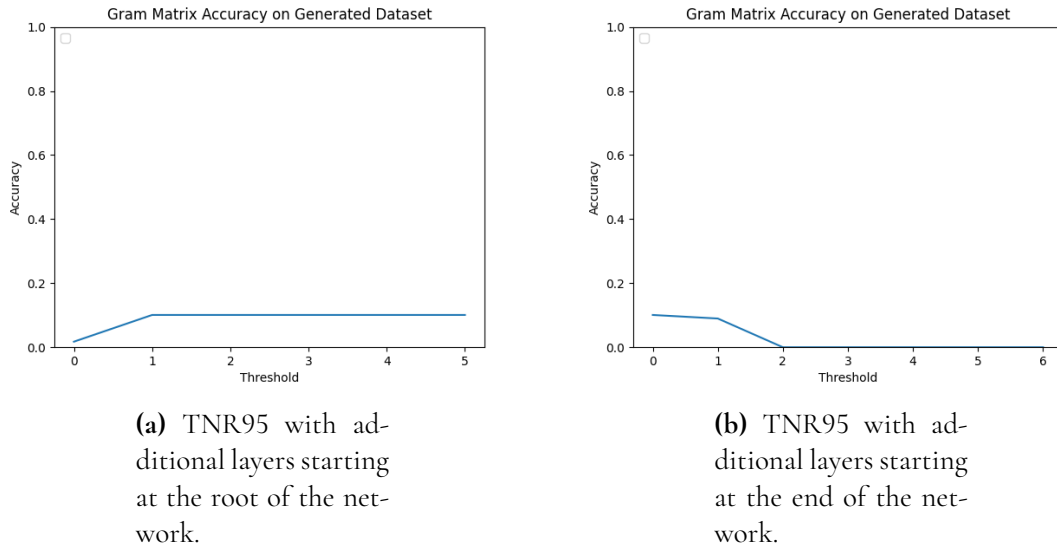 Gram Matrix Accuracy on Generated Dataset
1.0
0.8
0.6
0.4
0.2
0.0
Accuracy
0 1 2 3 4 5
Threshold
(a) TNR95 with ad-
ditional layers starting
at the root of the net-
work.
Gram Matrix Accuracy on Generated Dataset
1.0
0.8
0.6
0.4
0.2
0.0
Accuracy
0 1 2 3 4 5 6
Threshold
(b) TNR95 with ad-
ditional layers starting
at the end of the net-
work.